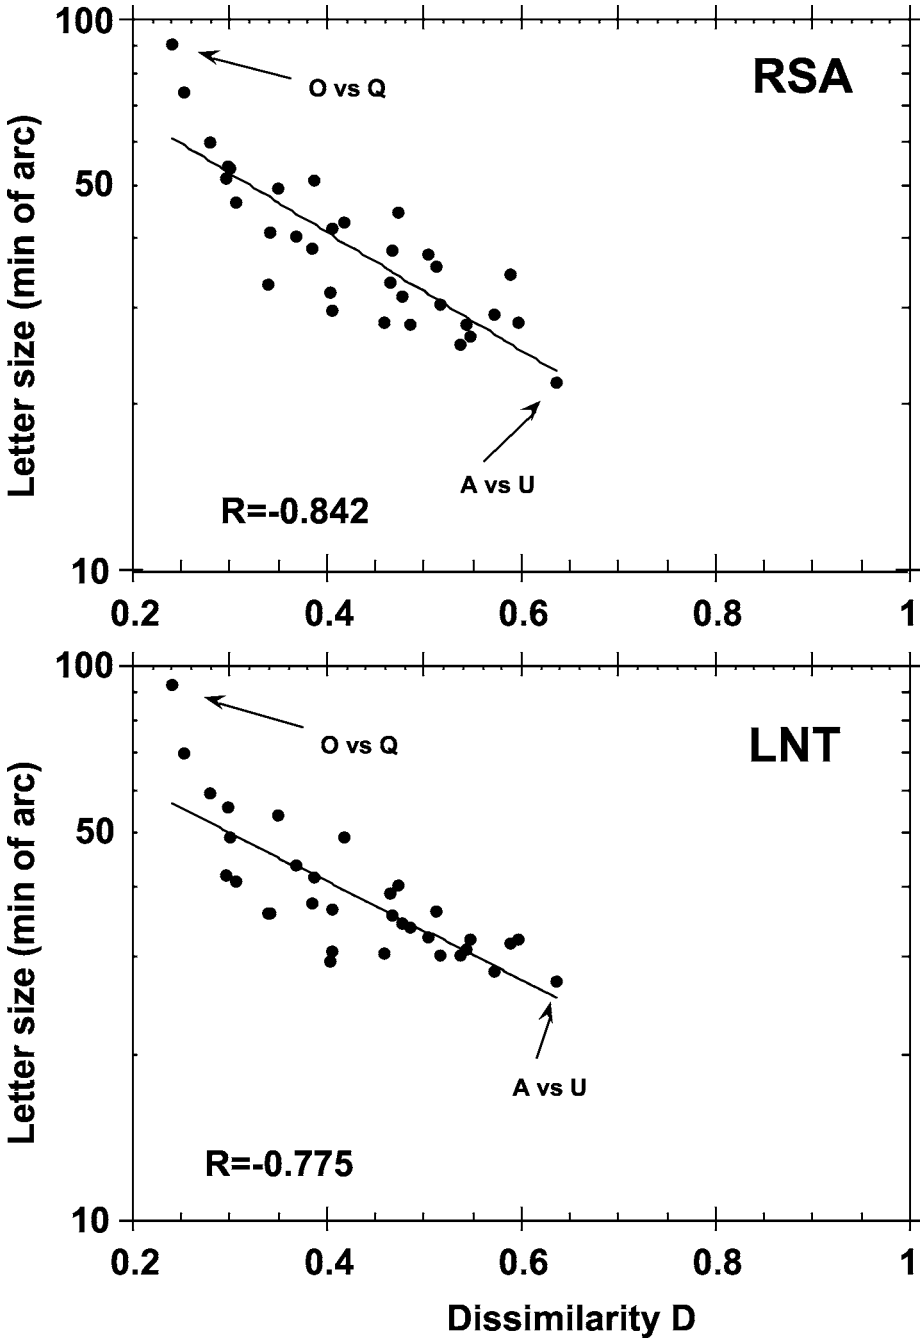 100
RSA
O vs Q
50
Letter size (min of arc)
A vs U
R=-0.842
10
0.2 0.4 0.6 0.8 1
100
LNT
O vs Q
50
Letter size (min of arc)
A vs U
R=-0.775
10
0.2 0.4 0.6 0.8 1
Dissimilarity D